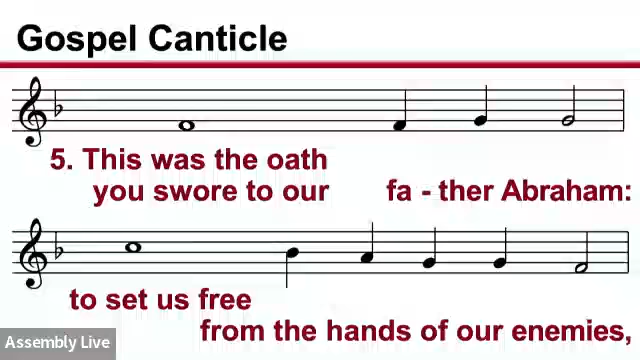 Gospel Canticle
5. This was the oath
you swore to our fa - ther Abraham:
to set us free
from the hands of our enemies,
Assembly Live